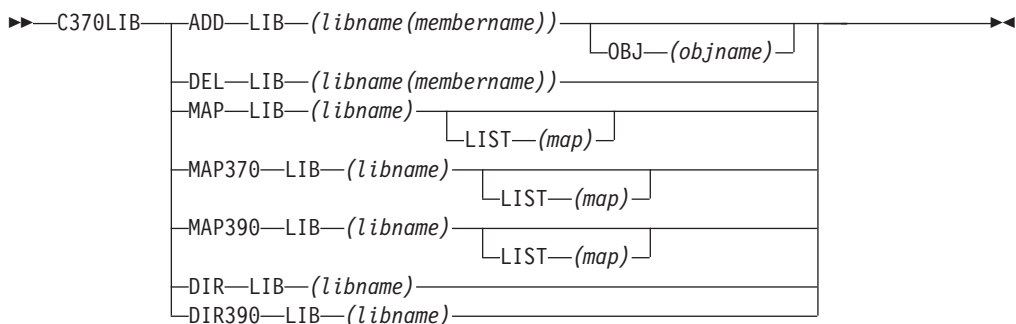 C370LIB ADD LIB (libname(membername))
OBJ (objname)
DEL LIB (libname(membername))
MAP LIB (libname)
LIST (map)
MAP370 LIB (libname)
LIST (map)
MAP390 LIB (libname)
LIST (map)
DIR LIB (libname)
DIR390 LIB (libname)